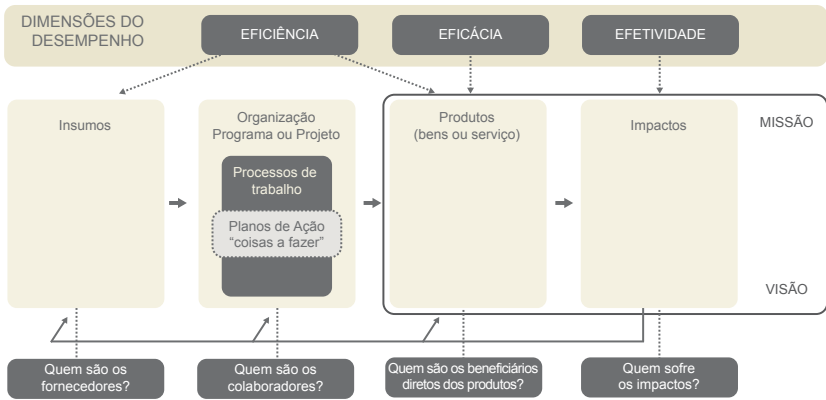 DIMENSÕES DO
DESEMPENHO
EFICIÊNCIA
EFICÁCIA
EFETIVIDADE
Insumos
Organização
Programa ou Projeto
Processos de
trabalho
Planos de Ação
“coisas a fazer”
Produtos
(bens ou serviço)
Impactos
MISSÃO
VISÃO
Quem são os
fornecedores?
Quem são os
colaboradores?
Quem são os beneficiários
diretos dos produtos?
Quem sofre
os impactos?